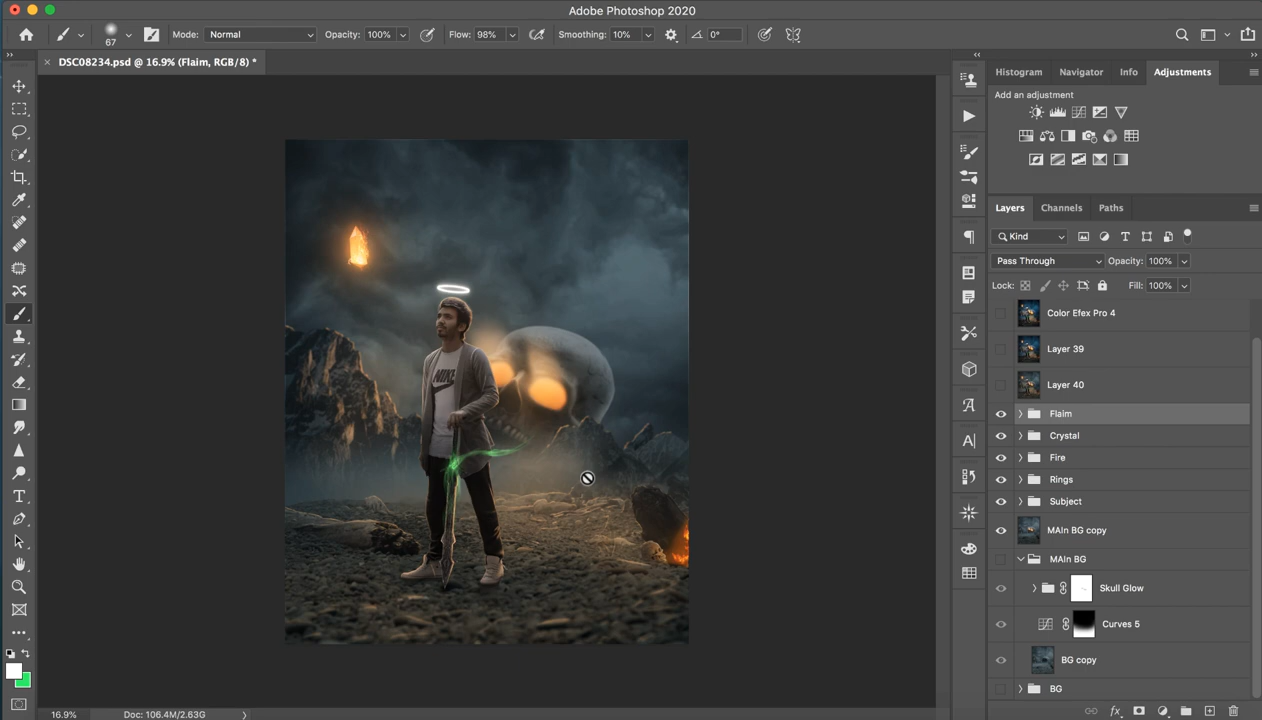 Adobe Photoshop 2020
67 Mode: Normal Opacity: 100% Flow: 98% Smoothing: 10% 0°
DSC08234.psd @ 16.9% (Flaim, RGB/8) *
Histogram Navigator Info Adjustments
Add an adjustment
Layers Channels Paths
Kind
Pass Through Opacity: 100%
Lock: Fill: 100%
Color Efex Pro 4
Layer 39
Layer 40
Flaim
Crystal
Fire
Rings
Subject
MAIn BG copy
MAIn BG
Skull Glow
Curves 5
BG copy
BG
NIKE
16.9% Doc: 106.4M/2.63G